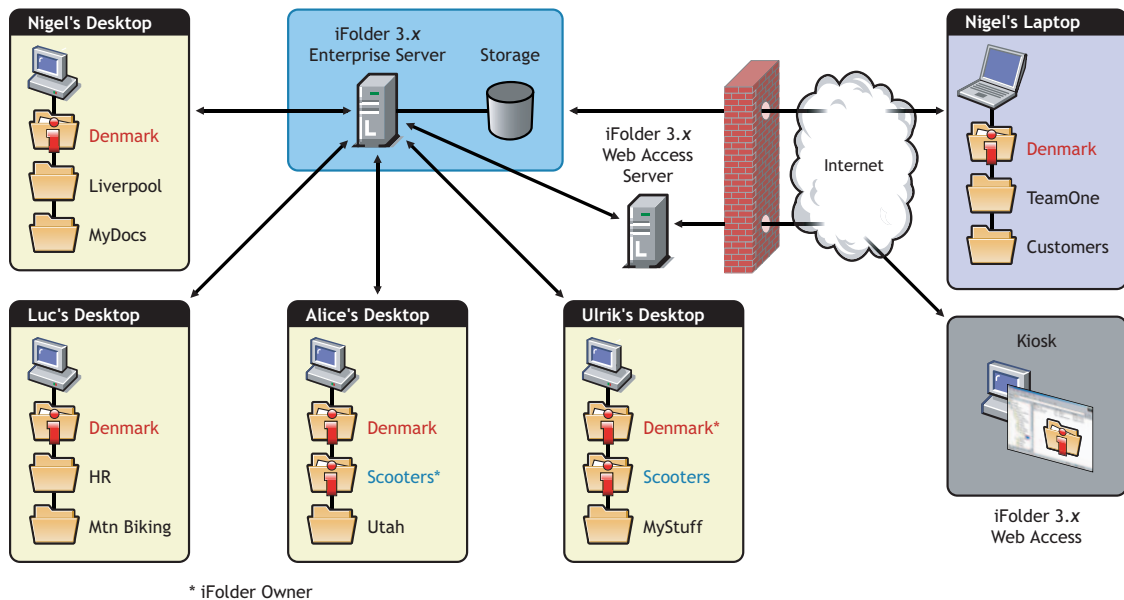 Nigel's Desktop
Denmark
Liverpool
MyDocs
iFolder 3.x
Enterprise Server
Storage
L
iFolder 3.x
Web Access
Server
L
Internet
Nigel's Laptop
Denmark
TeamOne
Customers
Luc's Desktop
Denmark
HR
Mtn Biking
Alice's Desktop
Denmark
Scooters*
Utah
Ulrik's Desktop
Denmark*
Scooters
MyStuff
Kiosk
iFolder 3.x
Web Access
* iFolder Owner